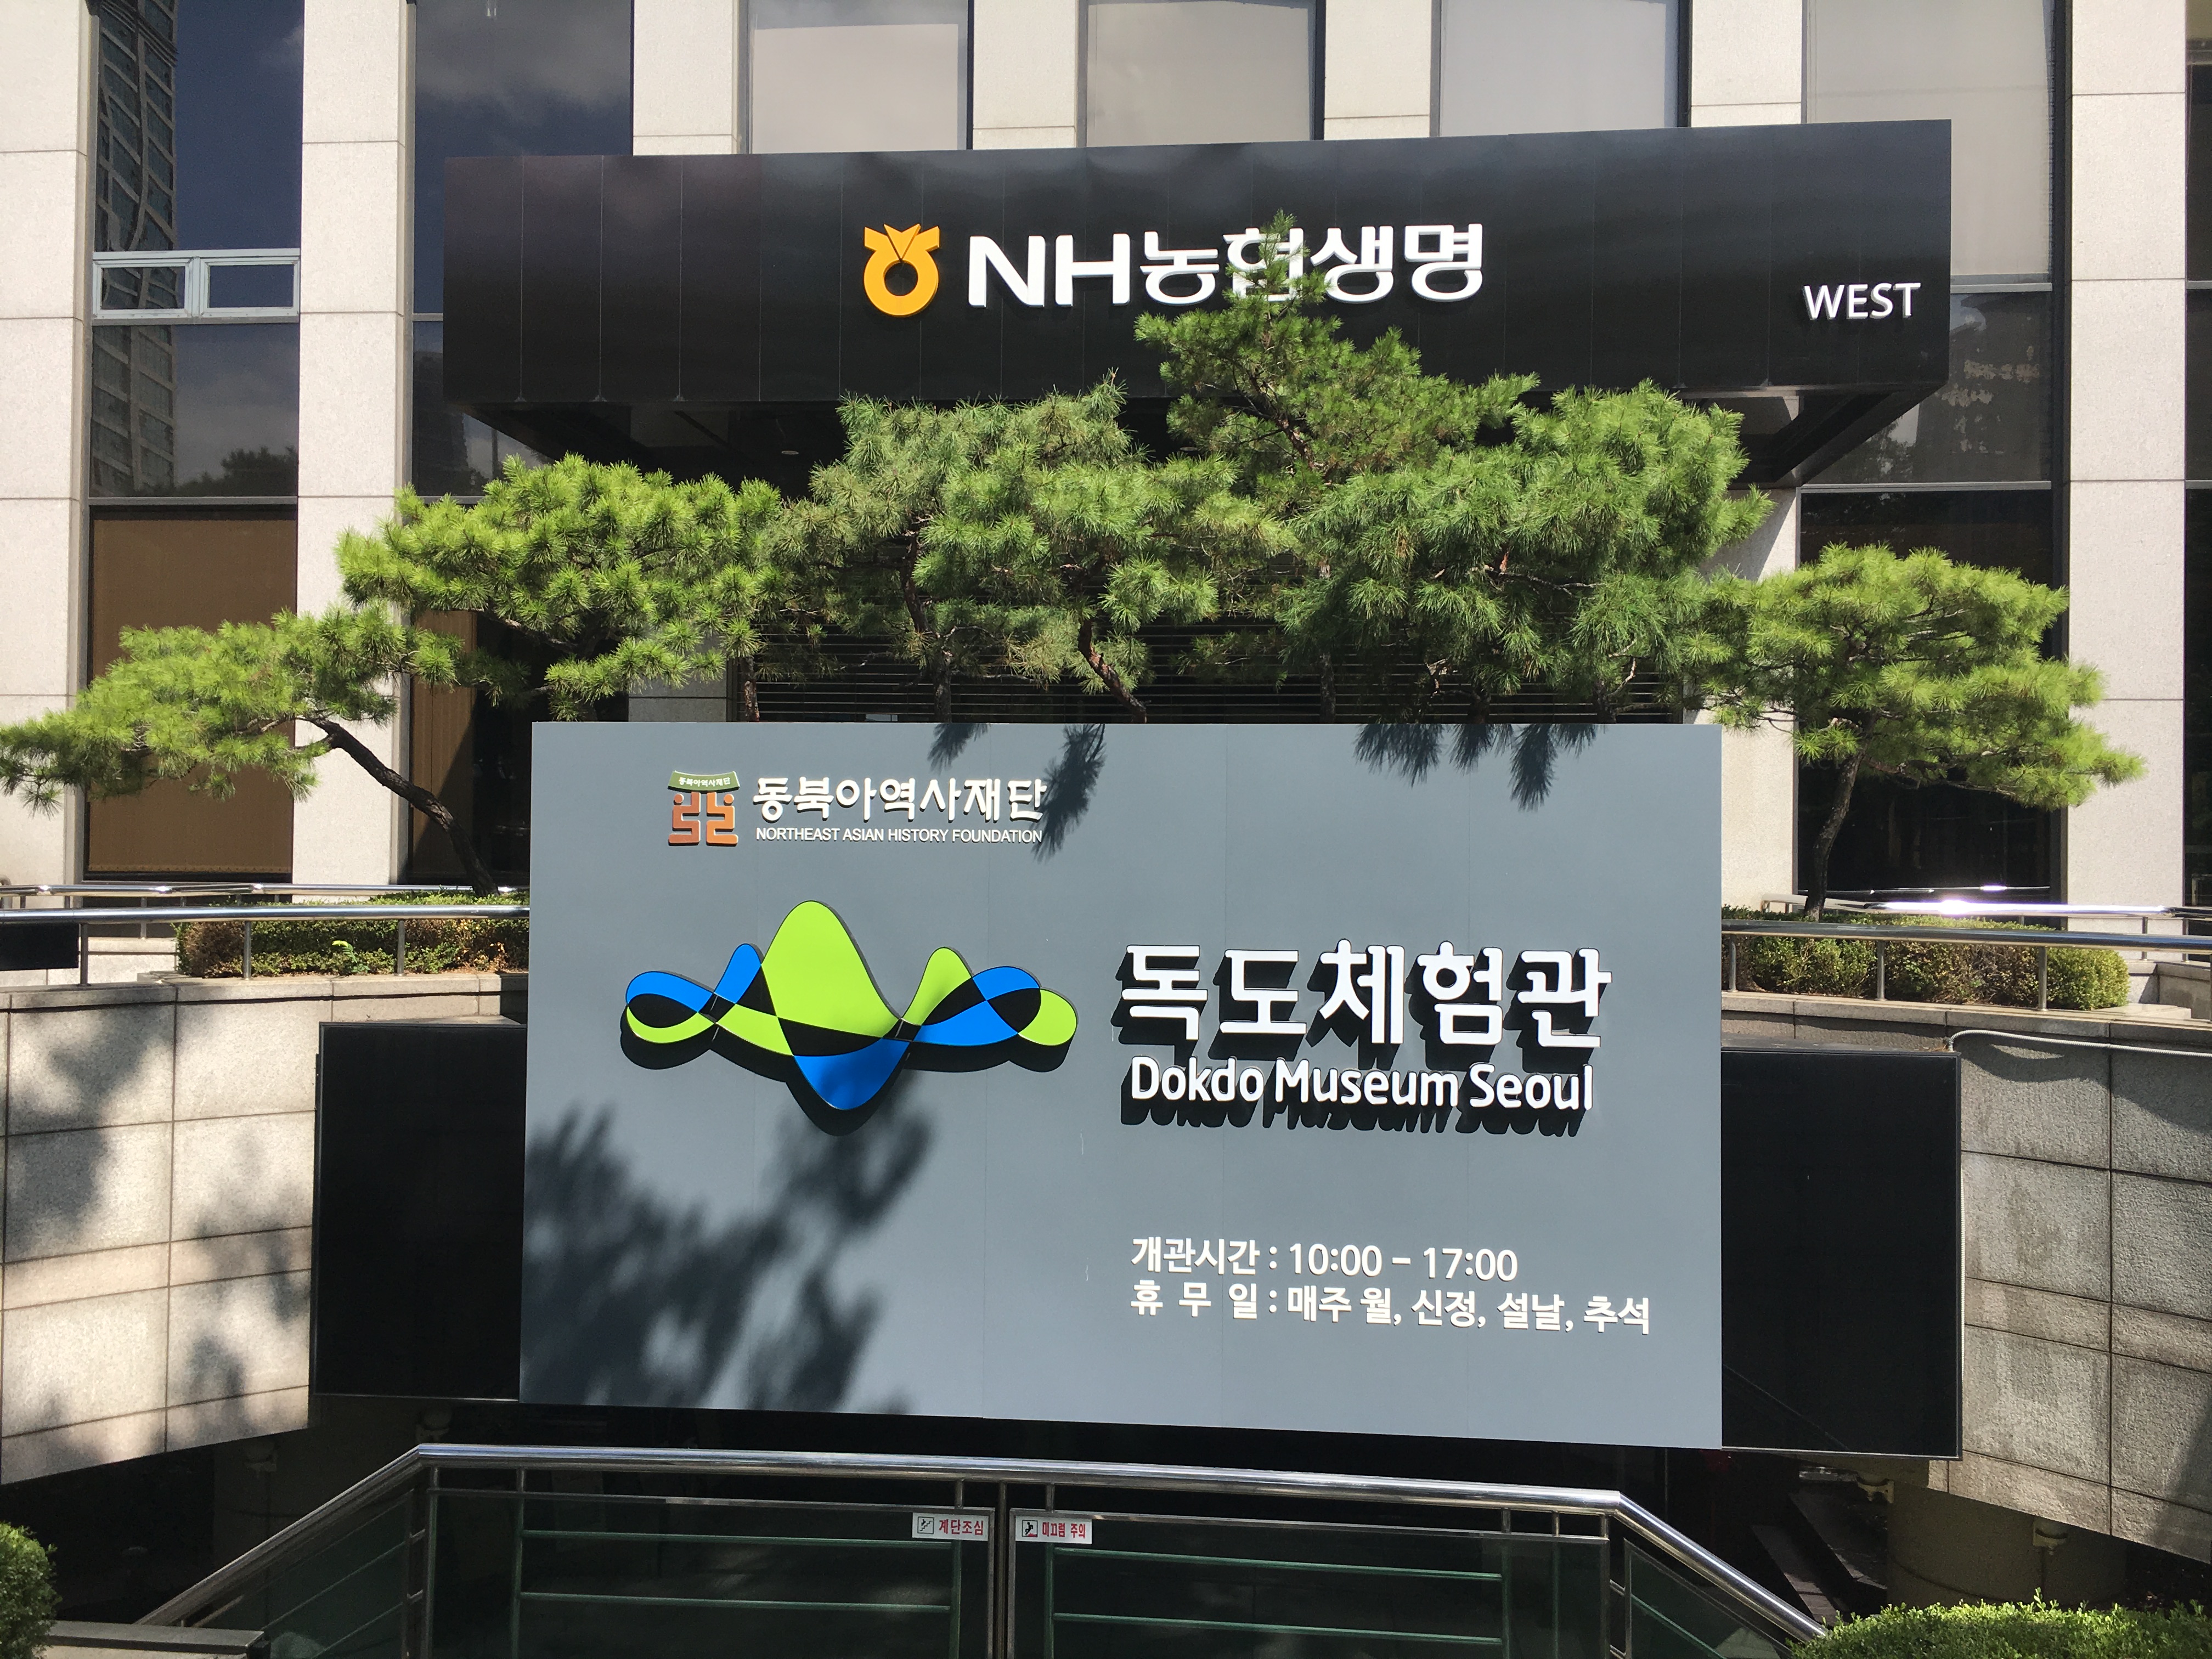 NH농협생명
WEST
동북아역사재단
동북아역사재단
NORTHEAST ASIAN HISTORY FOUNDATION
독도체험관
Dokdo Museum Seoul
개관시간 : 10:00 - 17:00
휴 무 일 : 매주 월, 신정, 설날, 추석
계단조심
미끄럼 주의